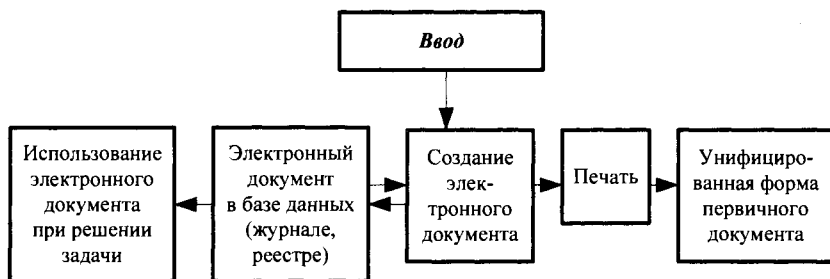 Ввод
Использование
электронного
документа
при решении
задачи
Электронный
документ
в базе данных
(журнале,
реестре)
Создание
элек-
тронного
документа
Печать
Унифициро-
ванная форма
первичного
документа